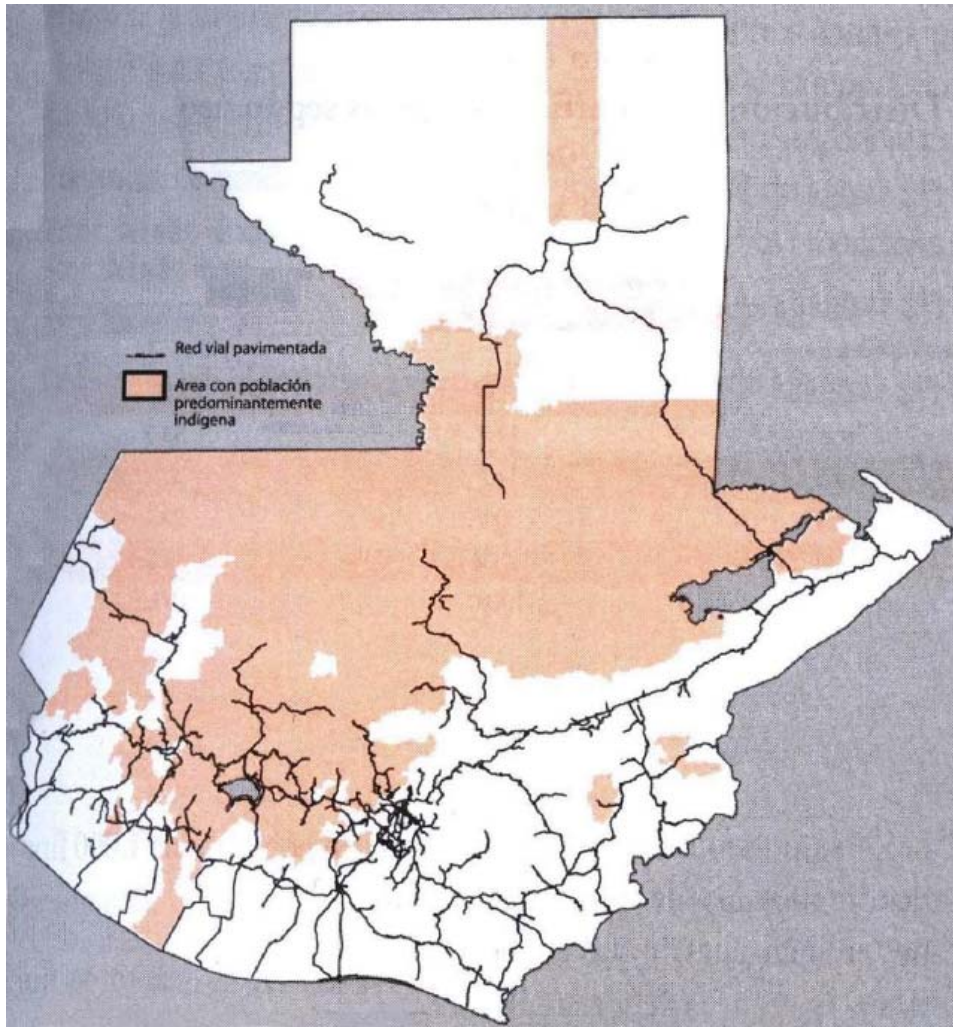 Red vial pavimentada
Area con población
predominantemente
indígena